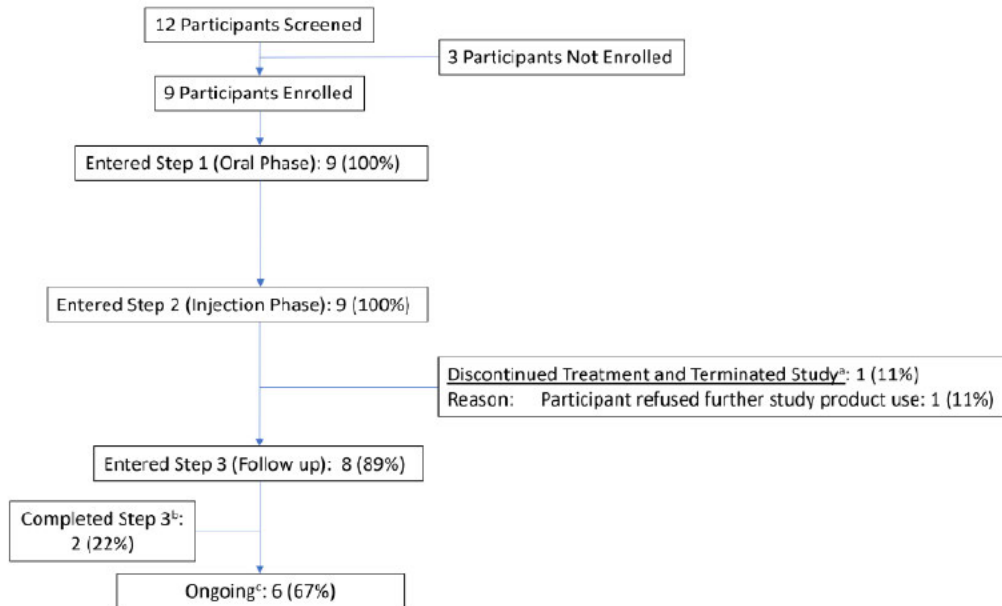 12 Participants Screened
3 Participants Not Enrolled
9 Participants Enrolled
Entered Step 1 (Oral Phase): 9 (100%)
Entered Step 2 (Injection Phase): 9 (100%)
Discontinued Treatment and Terminated Studyᵃ: 1 (11%)
Reason: Participant refused further study product use: 1 (11%)
Entered Step 3 (Follow up): 8 (89%)
Completed Step 3ᵇ:
2 (22%)
Ongoingᶜ: 6 (67%)